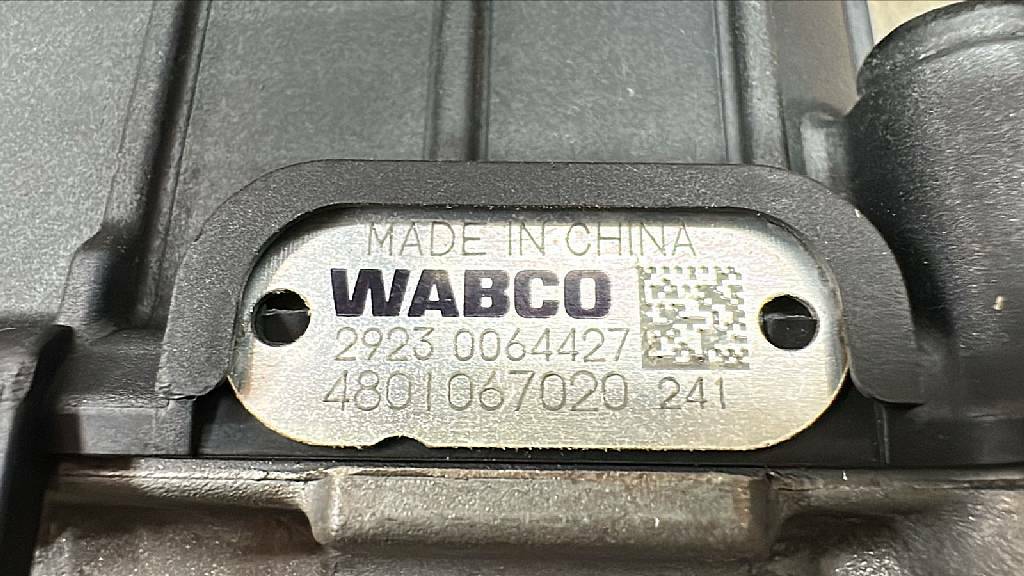 MADE IN CHINA
WABCO
2923 0064427
4801067020 241